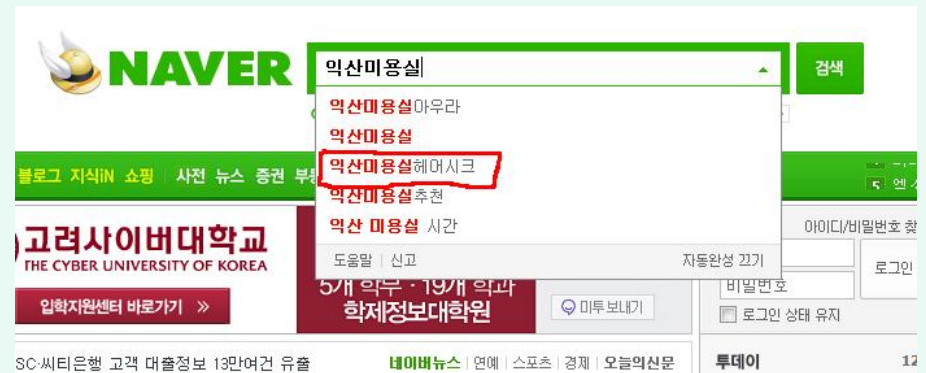 NAVER
익산미용실
검색
익산미용실아우라
익산미용실
익산미용실헤어시크
익산미용실추천
익산 미용실 시간
도움말 신고 자동완성 끄기
블로그 지식iN 쇼핑 사전 뉴스 증권
5 엔
고려사이버대학교
THE CYBER UNIVERSITY OF KOREA
입학지원센터 바로가기
5개 학부 · 19개 학과
학제정보대학원
미투 보내기
아이디/비밀번호
로그인
비밀번호
로그인 상태 유지
SC·씨티은행 고객 대출정보 13만여건 유출
네이버뉴스 연예 스포츠 경제 오늘의신문
투데이
12